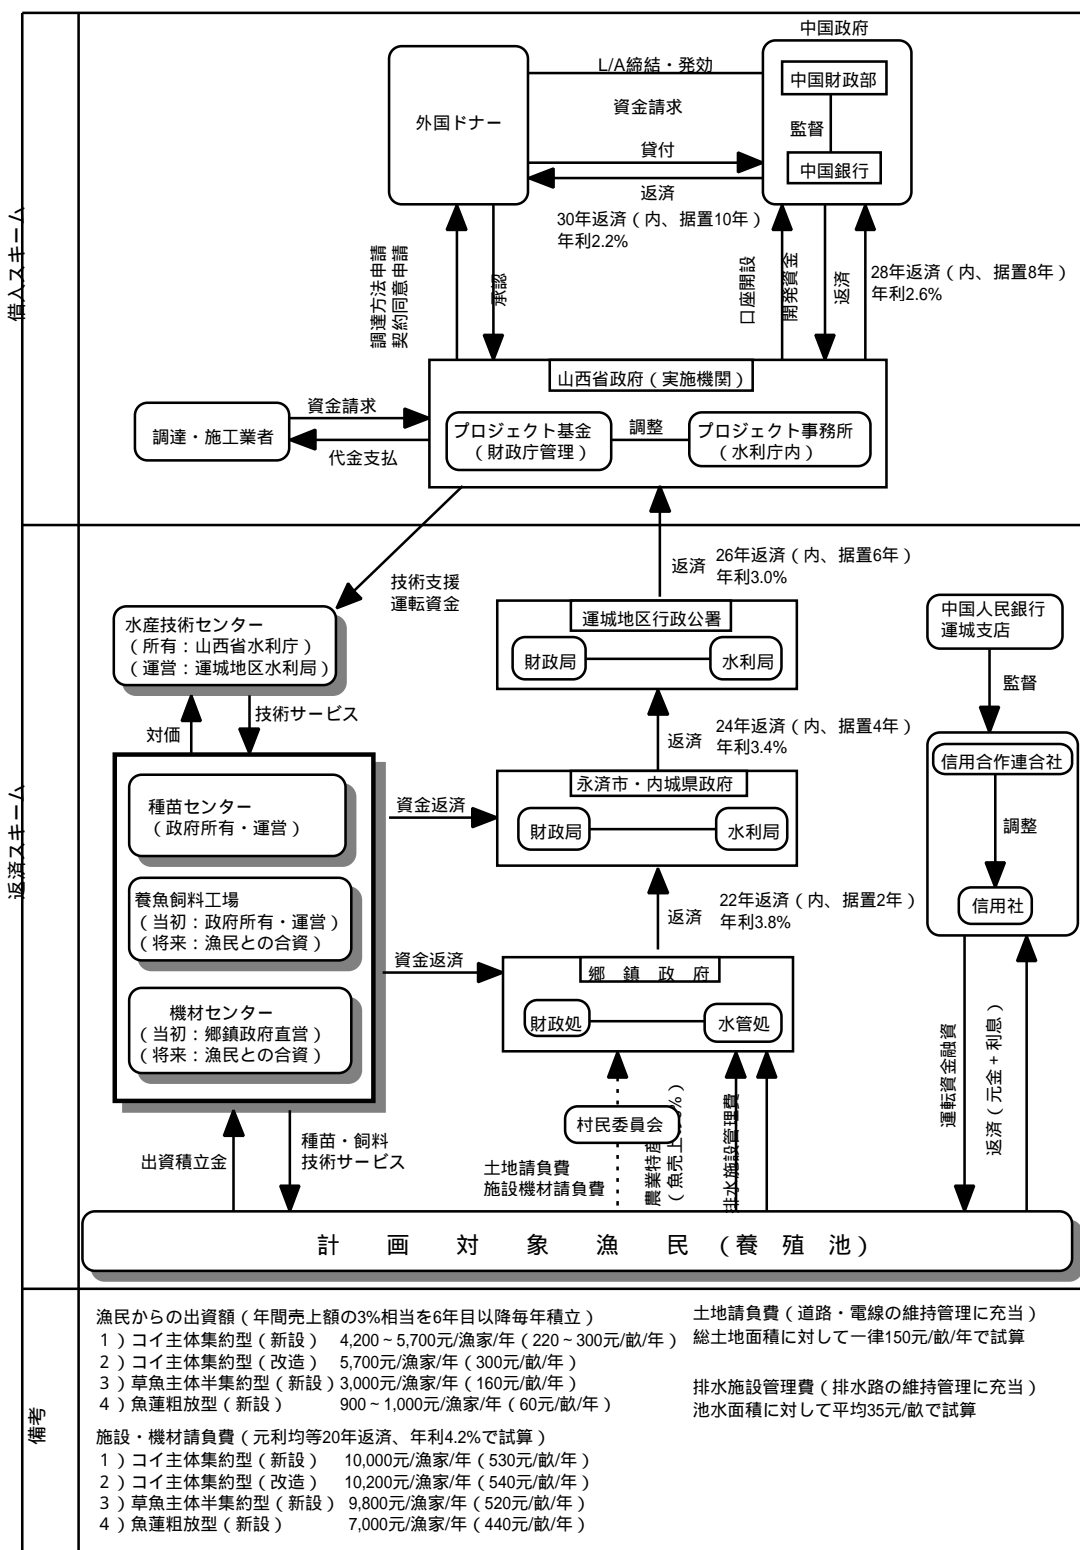 借入スキーム
中国政府
外国ドナー
L/A締結・発効
資金請求
貸付
返済
30年返済（内、据置10年）
年利2.2%
中国財政部
監督
中国銀行
調達方法申請
契約同意申請
承認
口座開設
開発資金
返済
28年返済（内、据置8年）
年利2.6%
山西省政府（実施機関）
プロジェクト基金
（財政庁管理）
調整
プロジェクト事務所
（水利庁内）
調達・施工業者
資金請求
代金支払
返済スキーム
技術支援
運転資金
返済
26年返済（内、据置6年）
年利3.0%
水産技術センター
（所有：山西省水利庁）
（運営：運城地区水利局）
対価
技術サービス
運城地区行政公署
財政局
水利局
中国人民銀行
運城支店
監督
返済
24年返済（内、据置4年）
年利3.4%
種苗センター
（政府所有・運営）
養魚飼料工場
（当初：政府所有・運営）
（将来：漁民との合資）
機材センター
（当初：郷鎮政府直営）
（将来：漁民との合資）
資金返済
永済市・内城県政府
財政局
水利局
信用合作連合社
調整
信用社
返済
22年返済（内、据置2年）
年利3.8%
資金返済
郷　鎮　政　府
財政処
水管処
村民委員会
出資積立金
種苗・飼料
技術サービス
土地請負費
施設機材請負費
農業特産
（魚売上
%）
排水施設管理費
運転資金融資
返済（元金+利息）
計　画　対　象　漁　民　（養　殖　池）
備考
漁民からの出資額（年間売上額の3%相当を6年目以降毎年積立）
1）コイ主体集約型（新設）　4,200～5,700元/漁家/年（220～300元/畝/年）
2）コイ主体集約型（改造）　5,700元/漁家/年（300元/畝/年）
3）草魚主体半集約型（新設）3,000元/漁家/年（160元/畝/年）
4）魚蓮粗放型（新設）　900～1,000元/漁家/年（60元/畝/年）
施設・機材請負費（元利均等20年返済、年利4.2%で試算）
1）コイ主体集約型（新設）　10,000元/漁家/年（530元/畝/年）
2）コイ主体集約型（改造）　10,200元/漁家/年（540元/畝/年）
3）草魚主体半集約型（新設）9,800元/漁家/年（520元/畝/年）
4）魚蓮粗放型（新設）　7,000元/漁家/年（440元/畝/年）
土地請負費（道路・電線の維持管理に充当）
総土地面積に対して一律150元/畝/年で試算
排水施設管理費（排水路の維持管理に充当）
池水面積に対して平均35元/畝で試算